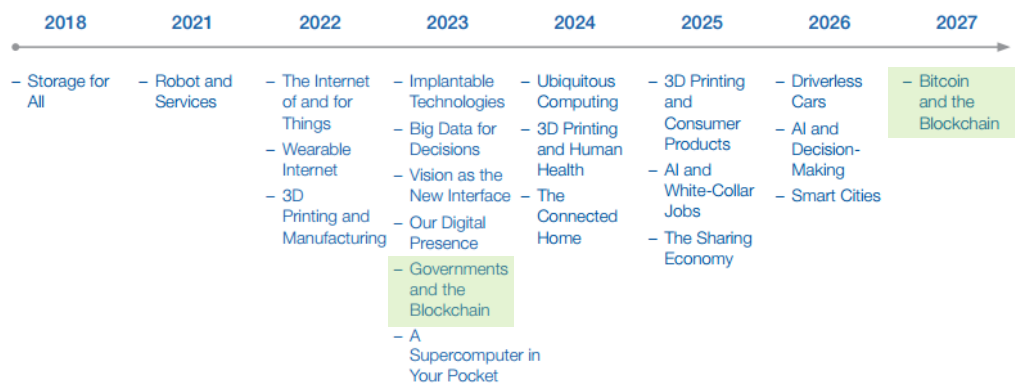 2018
2021
2022
2023
2024
2025
2026
2027
– Storage for
All
– Robot and
Services
– The Internet
of and for
Things
– Wearable
Internet
– 3D
Printing and
Manufacturing
– Implantable
Technologies
– Big Data for
Decisions
– Vision as the
New Interface
– Our Digital
Presence
– Governments
and the
Blockchain
– A
Supercomputer in
Your Pocket
– Ubiquitous
Computing
– 3D Printing
and Human
Health
– The
Connected
Home
– 3D Printing
and
Consumer
Products
– AI and
White-Collar
Jobs
– The Sharing
Economy
– Driverless
Cars
– AI and
Decision-
Making
– Smart Cities
– Bitcoin
and the
Blockchain